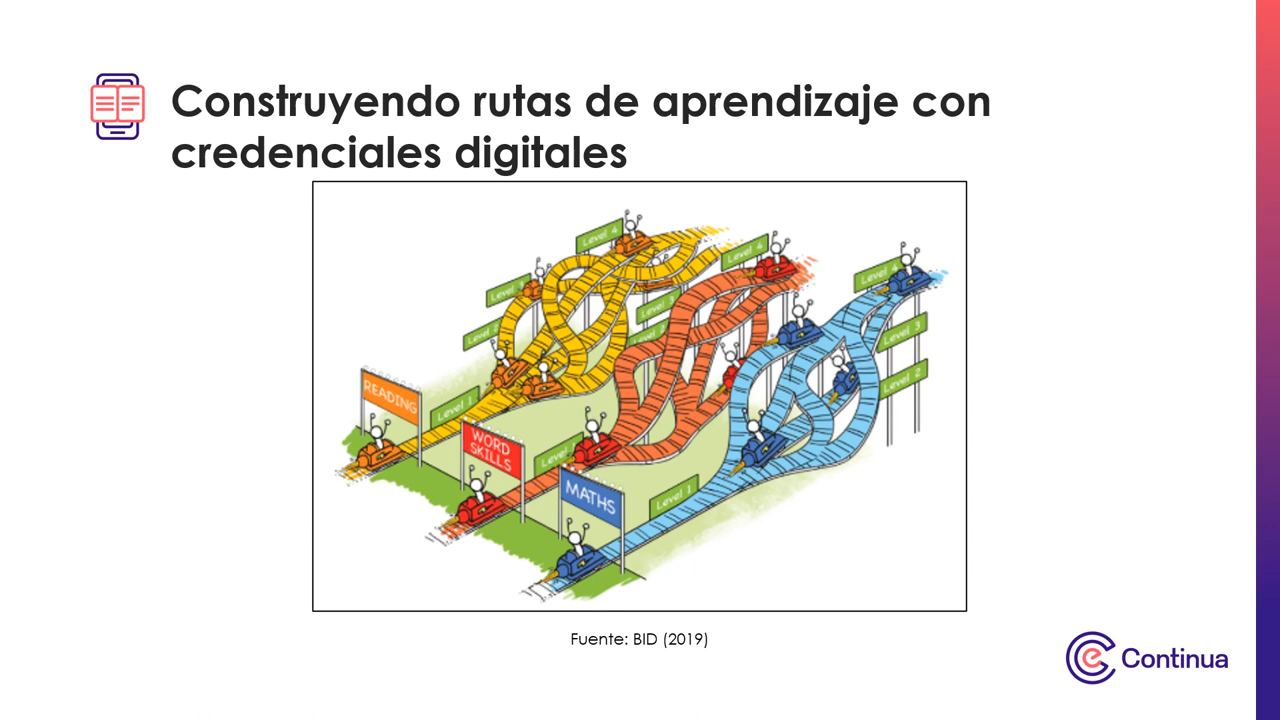 Construyendo rutas de aprendizaje con
credenciales digitales
Level 4
Level 4
Level 4
Level 3
Level 3
Level 2
Level 2
READING
Level 1
WORD
SKILLS
Level
MATHS
Level 1
Fuente: BID (2019)
Continua